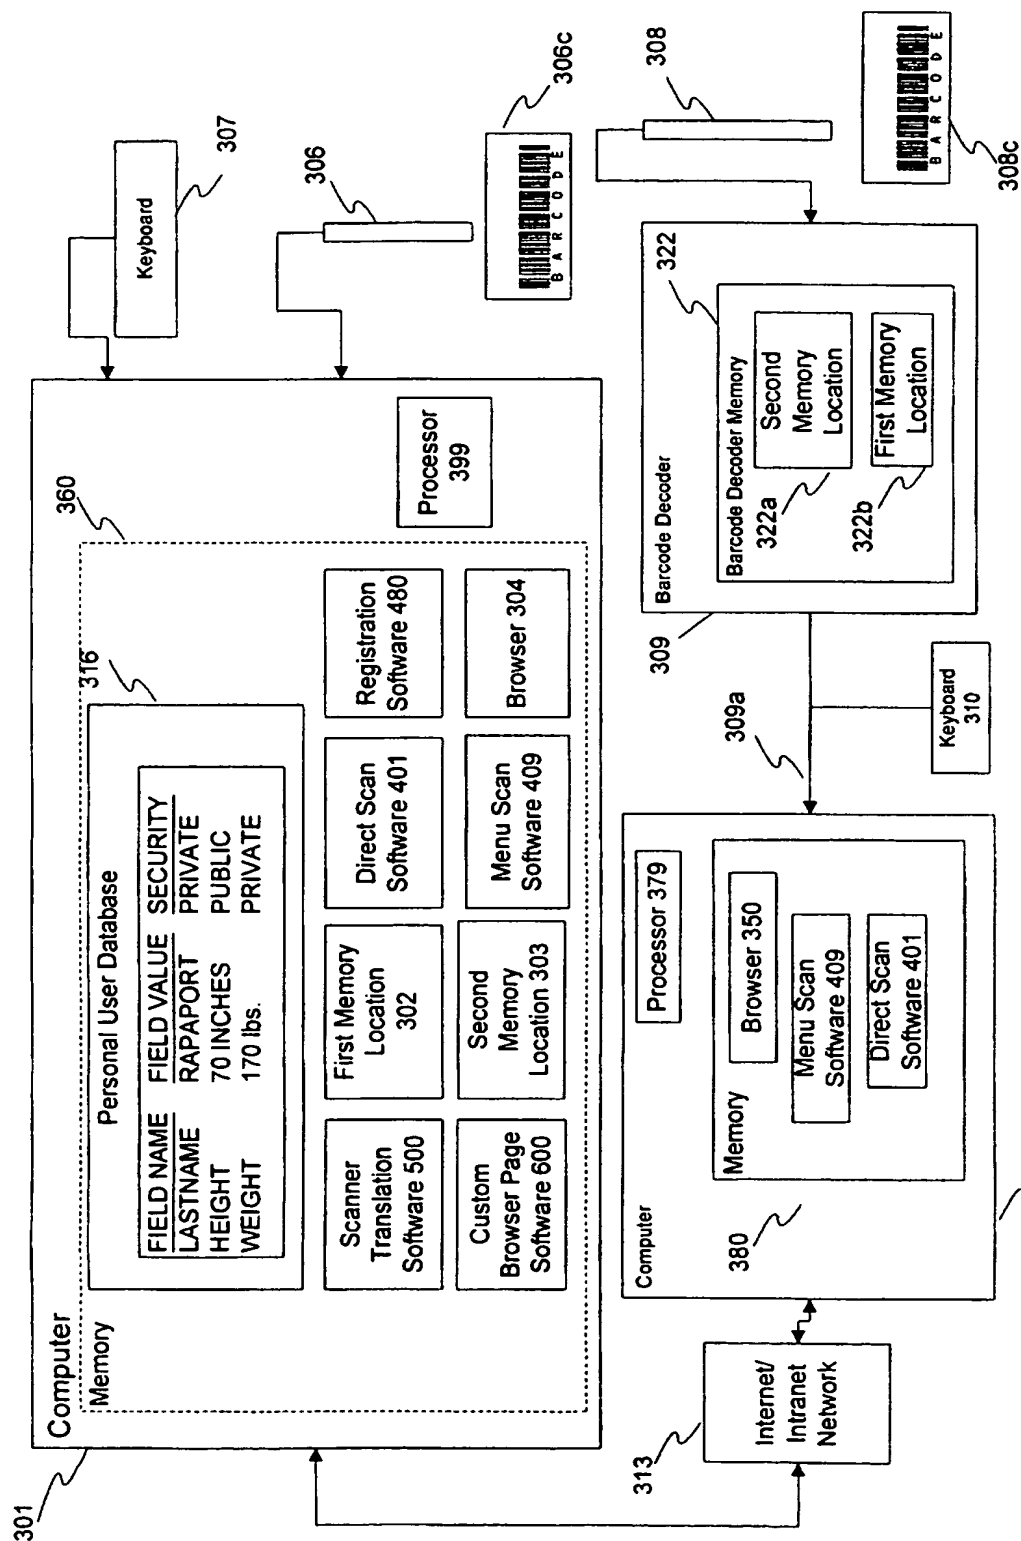 301
Computer
Memory
360
Personal User Database
316
FIELD NAME FIELD VALUE SECURITY
LASTNAME RAPAPORT PRIVATE
HEIGHT 70 INCHES PUBLIC
WEIGHT 170 lbs.  PRIVATE
Scanner
Translation
Software 500
First Memory
Location
302
Direct Scan
Software 401
Registration
Software 480
Custom
Browser Page
Software 600
Second
Memory
Location 303
Menu Scan
Software 409
Browser 304
Processor
399
Keyboard
307
306
BARCODE
306c
313
Internet/
Intranet
Network
Computer
380
Memory
Processor 379
Browser 350
Menu Scan
Software 409
Direct Scan
Software 401
309a
Keyboard
310
309
Barcode Decoder
Barcode Decoder Memory
322
322a
Second
Memory
Location
322b
First Memory
Location
308
BARCODE
308c